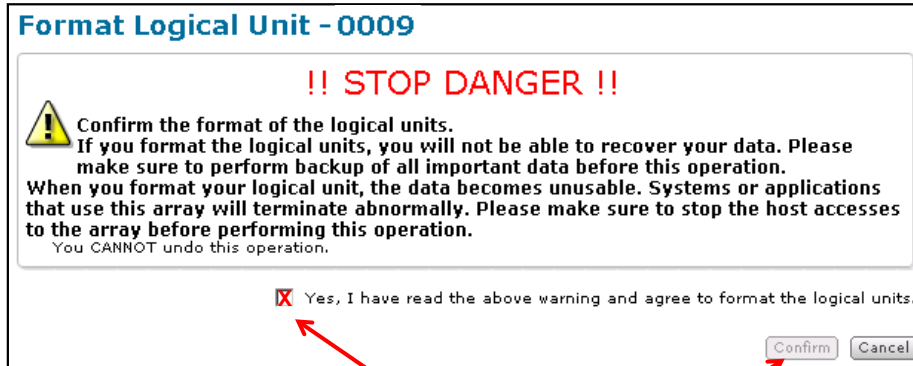 Format Logical Unit - 0009
!! STOP DANGER !!
Confirm the format of the logical units.
If you format the logical units, you will not be able to recover your data. Please
make sure to perform backup of all important data before this operation.
When you format your logical unit, the data becomes unusable. Systems or applications
that use this array will terminate abnormally. Please make sure to stop the host accesses
to the array before performing this operation.
You CANNOT undo this operation.
X Yes, I have read the above warning and agree to format the logical units.
Confirm Cancel